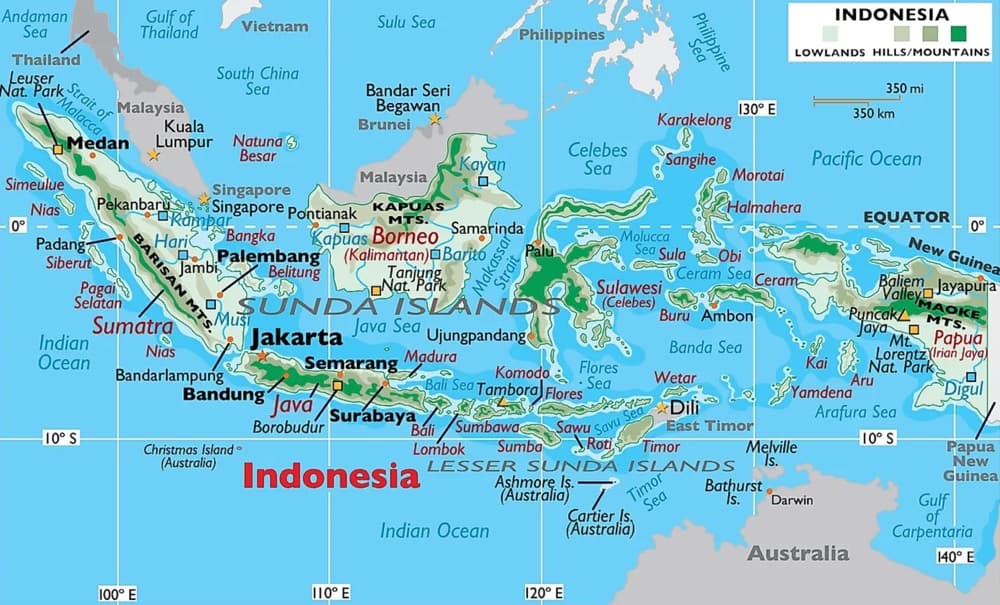 Andaman
Sea
Gulf of
Thailand
Vietnam
Sulu Sea
Philippines
Philippine
Sea
INDONESIA
LOWLANDS HILLS/MOUNTAINS
Thailand
Leuser
Nat. Park
Strait of
Malacca
Malaysia
South China
Sea
Bandar Seri
Begawan
Brunei
350 mi
350 km
130° E
Medan
Kuala
Lumpur
Natuna
Besar
Malaysia
Kayan
Celebes
Sea
Karakelong
Sangihe
Pacific Ocean
Morotai
Simeulue
Nias
Singapore
Singapore
Pekanbaru
Kampar
Pontianak
KAPUAS
MTS.
Samarinda
Halmahera
EQUATOR
0°
0°
Padang
Siberut
Hari
Jambi
Bangka
Palembang
Belitung
Kapuas
Borneo
(Kalimantan)
Barito
Makassar
Strait
Palu
Molucca
Sea
Sula
Obi
Ceram Sea
New Guinea
BARISAN MTS.
Pagai
Selatan
Tanjung
Nat. Park
Sulawesi
(Celebes)
Buru
Ceram
Ambon
Baliem
Valley
Jayapura
Puncak
Jaya
MAOKE
MTS.
Sumatra
Musi
SUNDA ISLANDS
Java Sea
Ujungpandang
Banda Sea
Mt.
Lorentz
Nat. Park
Papua
(Irian Jaya)
Indian
Ocean
Nias
Jakarta
Semarang
Madura
Bandarlampung
Bandung
Java
Borobudur
Surabaya
Bali Sea
Komodo
Tambora
Flores
Flores
Sea
Wetar
Kai
Aru
Yamdena
Digul
Bali
Lombok
Sumbawa
Sumba
Sawu
Savu Sea
Roti
Dili
East Timor
Timor
Arafura Sea
10° S
10° S
Christmas Island
(Australia)
Indonesia
LESSER SUNDA ISLANDS
Ashmore Is.
(Australia)
Cartier Is.
(Australia)
Timor
Sea
Melville
Is.
Bathurst
Is.
Darwin
Papua
New
Guinea
Gulf
of
Carpentaria
Indian Ocean
Australia
140° E
100° E
110° E
120° E